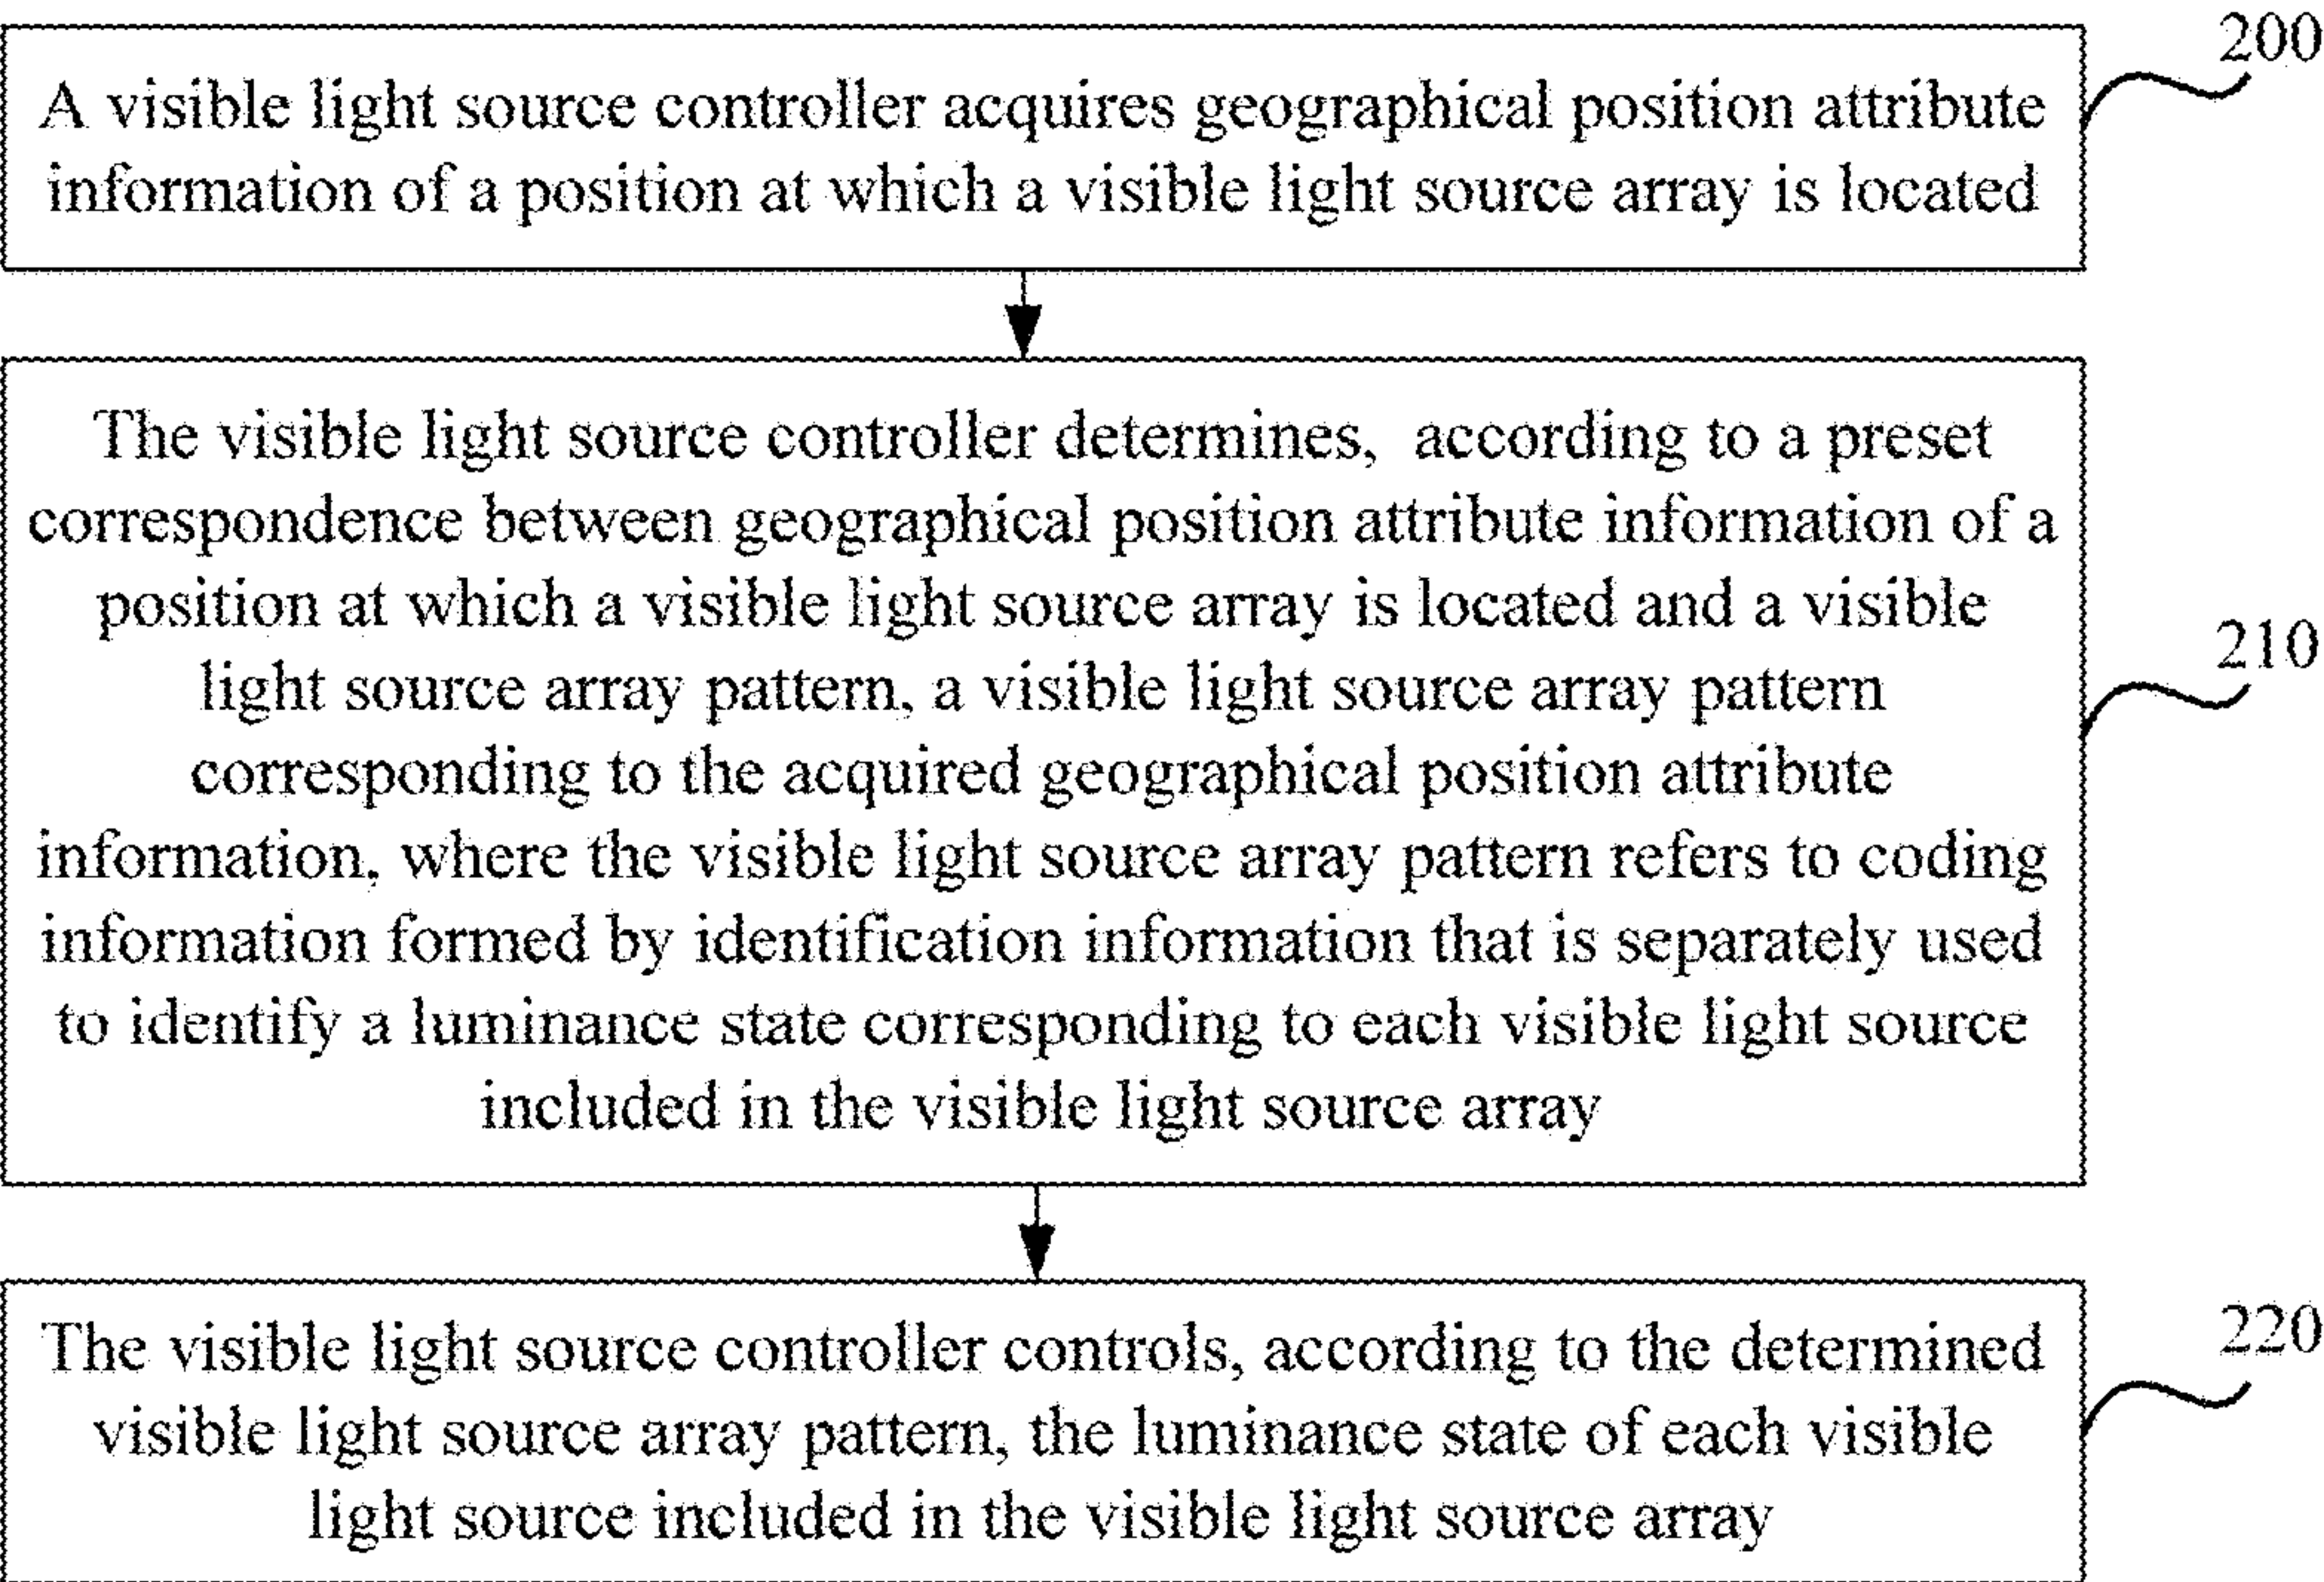 200
A visible light source controller acquires geographical position attribute
information of a position at which a visible light source array is located
The visible light source controller determines, according to a preset
correspondence between geographical position attribute information of a
position at which a visible light source array is located and a visible
210
light source array pattern, a visible light source array pattern
corresponding to the acquired geographical position attribute
information, where the visible light source array pattern refers to coding
information formed by identification information that is separately used
to identify a luminance state corresponding to each visible light source
included in the visible light source array
220
The visible light source controller controls, according to the determined
visible light source array pattern, the luminance state of each visible
light source included in the visible light source array